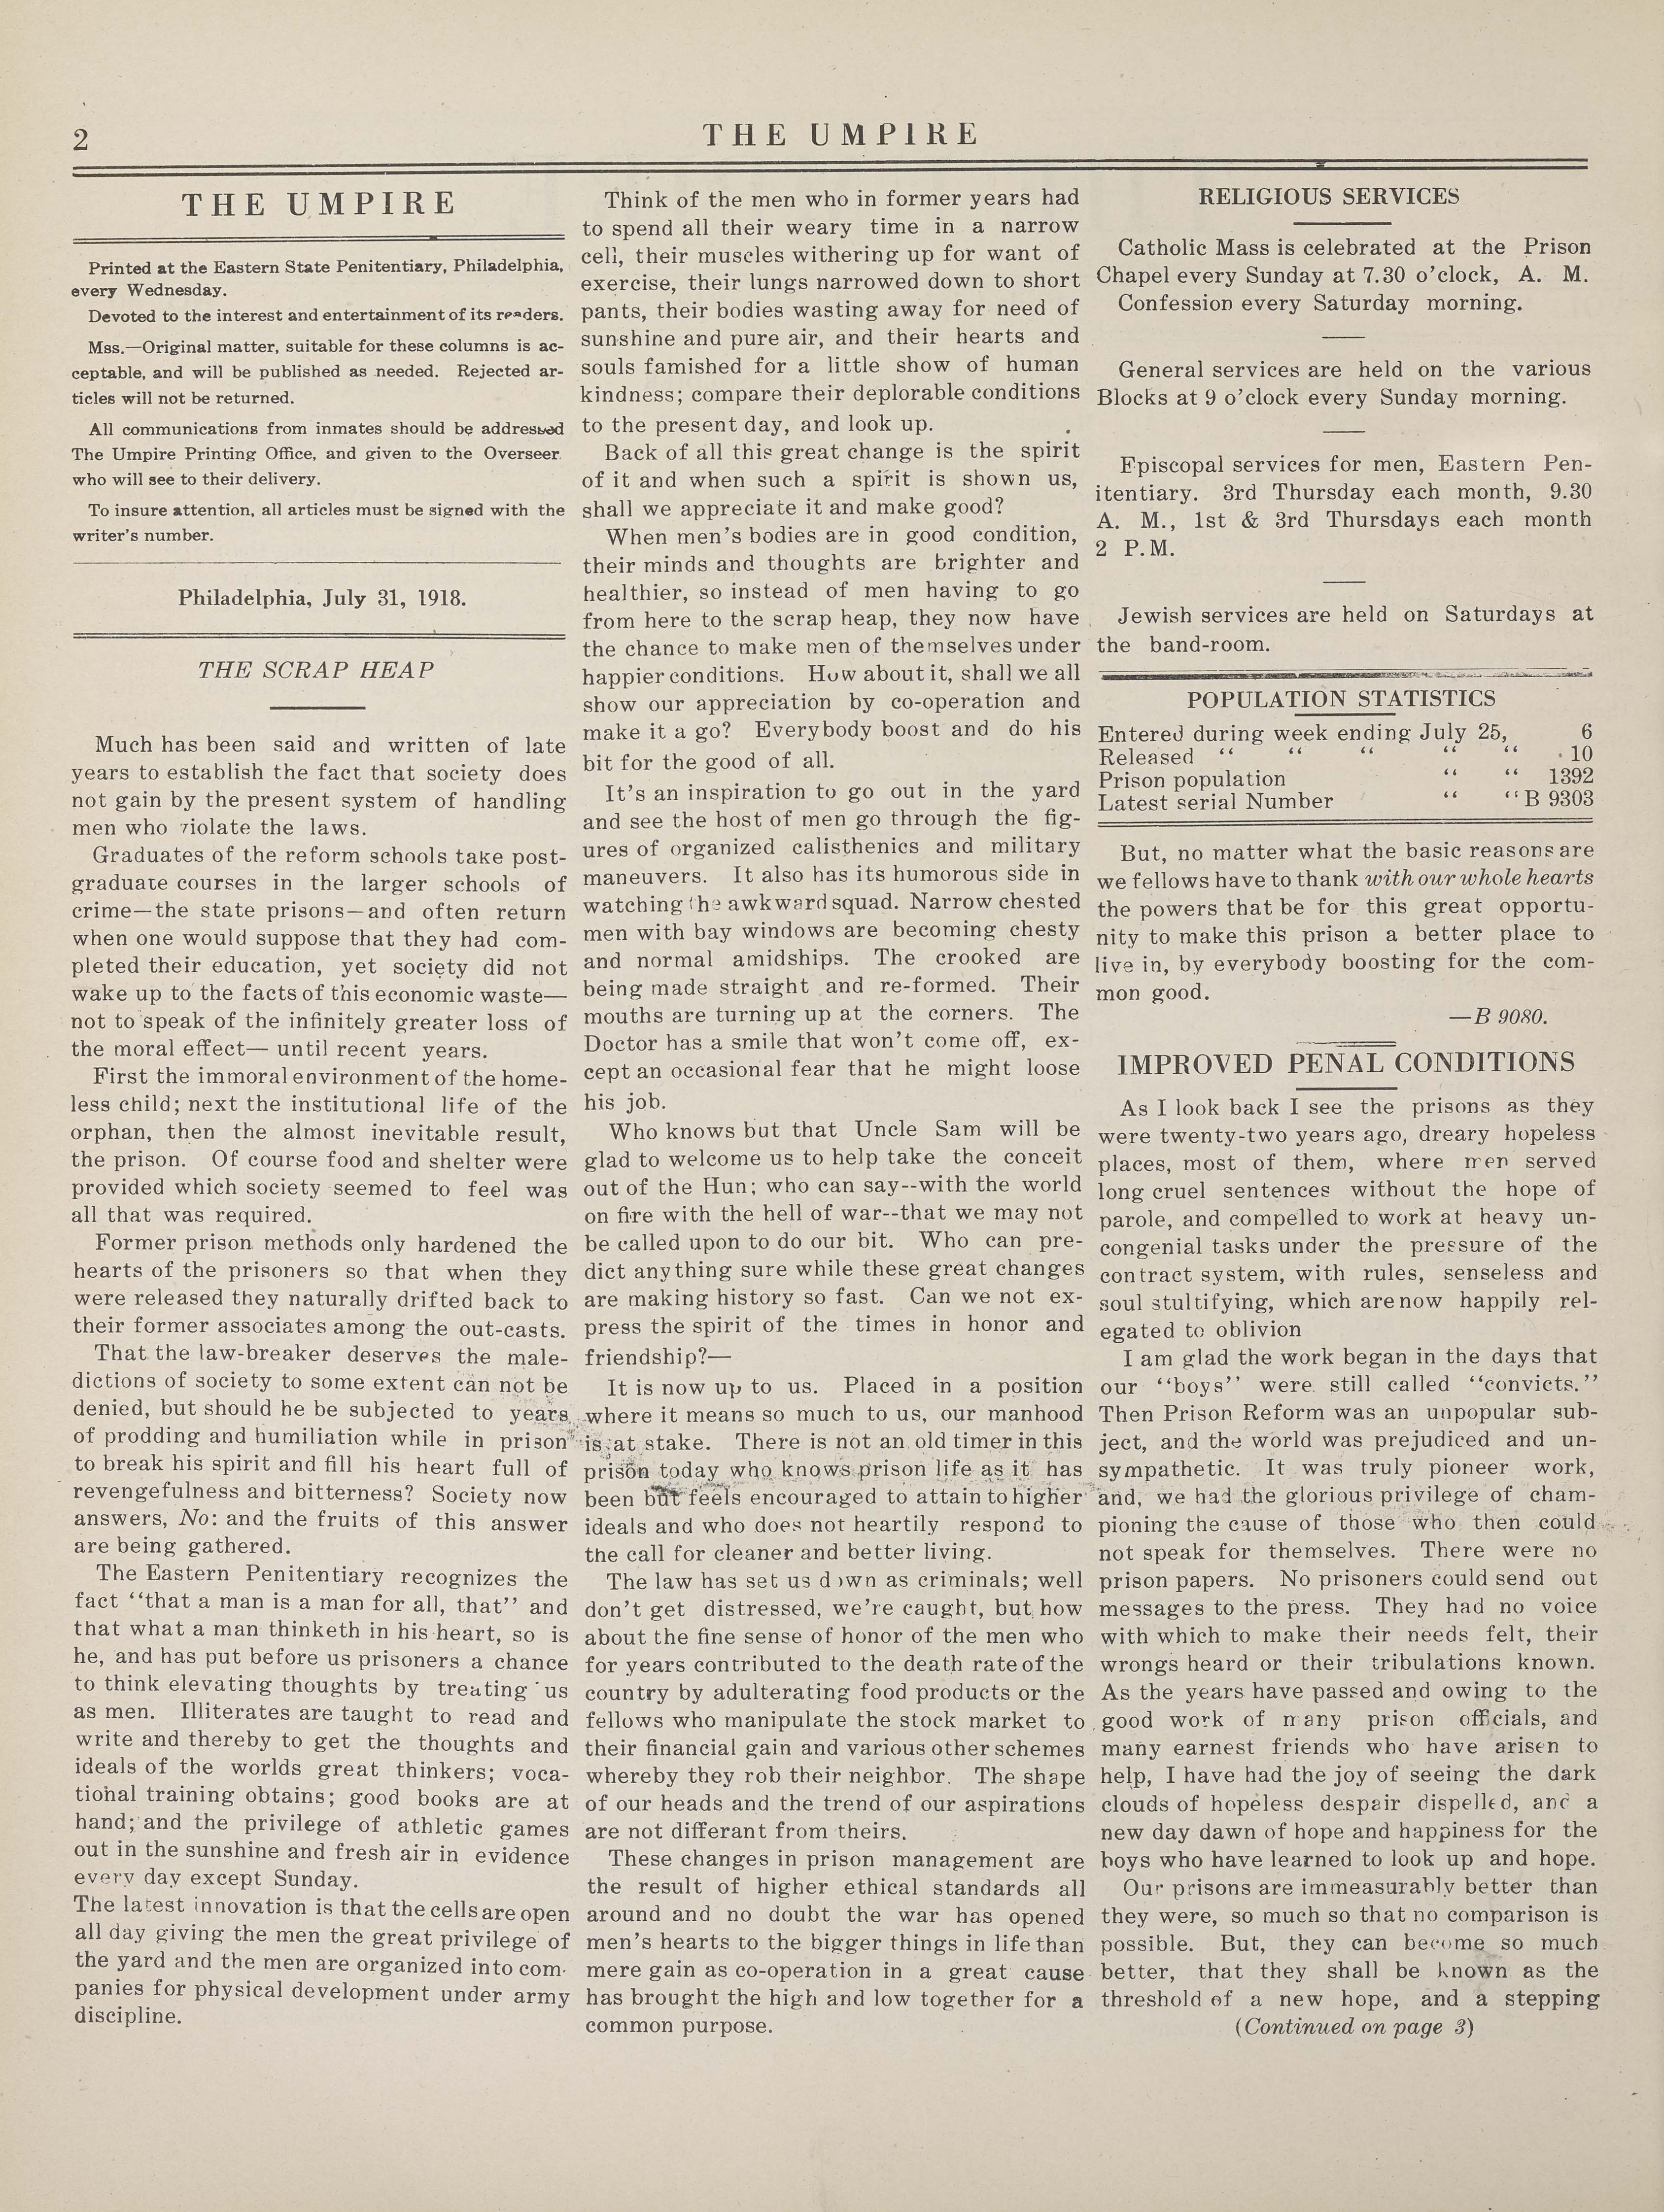 2
THE UMPIRE
THE UMPIRE
Printed at the Eastern State Penitentiary, Philadelphia,
every Wednesday.
Devoted to the interest and entertainment of its readers.
Mss.—Original matter, suitable for these columns is ac-
ceptable, and will be published as needed. Rejected ar-
ticles will not be returned.
All communications from inmates should be addressed
The Umpire Printing Office, and given to the Overseer
who will see to their delivery.
To insure attention, all articles must be signed with the
writer's number.
Philadelphia, July 31, 1918.
THE SCRAP HEAP
Much has been said and written of late
years to establish the fact that society does
not gain by the present system of handling
men who violate the laws.
Graduates of the reform schools take post-
graduate courses in the larger schools of
crime—the state prisons—and often return
when one would suppose that they had com-
pleted their education, yet society did not
wake up to the facts of this economic waste—
not to speak of the infinitely greater loss of
the moral effect— until recent years.
First the immoral environment of the home-
less child; next the institutional life of the
orphan, then the almost inevitable result,
the prison. Of course food and shelter were
provided which society seemed to feel was
all that was required.
Former prison methods only hardened the
hearts of the prisoners so that when they
were released they naturally drifted back to
their former associates among the out-casts.
That the law-breaker deserves the male-
dictions of society to some extent can not be
denied, but should he be subjected to years
of prodding and humiliation while in prison
to break his spirit and fill his heart full of
revengefulness and bitterness? Society now
answers, No: and the fruits of this answer
are being gathered.
The Eastern Penitentiary recognizes the
fact "that a man is a man for all, that" and
that what a man thinketh in his heart, so is
he, and has put before us prisoners a chance
to think elevating thoughts by treating us
as men. Illiterates are taught to read and
write and thereby to get the thoughts and
ideals of the worlds great thinkers; voca-
tional training obtains; good books are at
hand; and the privilege of athletic games
out in the sunshine and fresh air in evidence
every day except Sunday.
The latest innovation is that the cells are open
all day giving the men the great privilege of
the yard and the men are organized into com-
panies for physical development under army
discipline.
Think of the men who in former years had
to spend all their weary time in a narrow
cell, their muscles withering up for want of
exercise, their lungs narrowed down to short
pants, their bodies wasting away for need of
sunshine and pure air, and their hearts and
souls famished for a little show of human
kindness; compare their deplorable conditions
to the present day, and look up.
Back of all this great change is the spirit
of it and when such a spirit is shown us,
shall we appreciate it and make good?
When men's bodies are in good condition,
their minds and thoughts are brighter and
healthier, so instead of men having to go
from here to the scrap heap, they now have
the chance to make men of themselves under
happier conditions. How about it, shall we all
show our appreciation by co-operation and
make it a go? Everybody boost and do his
bit for the good of all.
It's an inspiration to go out in the yard
and see the host of men go through the fig-
ures of organized calisthenics and military
maneuvers. It also has its humorous side in
watching the awkward squad. Narrow chested
men with bay windows are becoming chesty
and normal amidships. The crooked are
being made straight and re-formed. Their
mouths are turning up at the corners. The
Doctor has a smile that won't come off, ex-
cept an occasional fear that he might loose
his job.
Who knows but that Uncle Sam will be
glad to welcome us to help take the conceit
out of the Hun; who can say--with the world
on fire with the hell of war--that we may not
be called upon to do our bit. Who can pre-
dict anything sure while these great changes
are making history so fast. Can we not ex-
press the spirit of the times in honor and
friendship?—
It is now up to us. Placed in a position
where it means so much to us, our manhood
is at stake. There is not an old timer in this
prison today who knows prison life as it has
been but feels encouraged to attain to higher
ideals and who does not heartily respond to
the call for cleaner and better living.
The law has set us down as criminals; well
don't get distressed, we're caught, but how
about the fine sense of honor of the men who
for years contributed to the death rate of the
country by adulterating food products or the
fellows who manipulate the stock market to
their financial gain and various other schemes
whereby they rob their neighbor. The shape
of our heads and the trend of our aspirations
are not differant from theirs.
These changes in prison management are
the result of higher ethical standards all
around and no doubt the war has opened
men's hearts to the bigger things in life than
mere gain as co-operation in a great cause
has brought the high and low together for a
common purpose.
RELIGIOUS SERVICES
Catholic Mass is celebrated at the Prison
Chapel every Sunday at 7.30 o'clock, A. M.
Confession every Saturday morning.
General services are held on the various
Blocks at 9 o'clock every Sunday morning.
Episcopal services for men, Eastern Pen-
itentiary. 3rd Thursday each month, 9.30
A. M., 1st & 3rd Thursdays each month
2 P.M.
Jewish services are held on Saturdays at
the band-room.
POPULATION STATISTICS
Entered during week ending July 25, 6
Released " " " " " 10
Prison population " " 1392
Latest serial Number " " B 9303
But, no matter what the basic reasons are
we fellows have to thank with our whole hearts
the powers that be for this great opportu-
nity to make this prison a better place to
live in, by everybody boosting for the com-
mon good.
—B 9080.
IMPROVED PENAL CONDITIONS
As I look back I see the prisons as they
were twenty-two years ago, dreary hopeless
places, most of them, where men served
long cruel sentences without the hope of
parole, and compelled to work at heavy un-
congenial tasks under the pressure of the
contract system, with rules, senseless and
soul stultifying, which are now happily rel-
egated to oblivion
I am glad the work began in the days that
our "boys" were still called "convicts."
Then Prison Reform was an unpopular sub-
ject, and the world was prejudiced and un-
sympathetic. It was truly pioneer work,
and, we had the glorious privilege of cham-
pioning the cause of those who then could
not speak for themselves. There were no
prison papers. No prisoners could send out
messages to the press. They had no voice
with which to make their needs felt, their
wrongs heard or their tribulations known.
As the years have passed and owing to the
good work of many prison officials, and
many earnest friends who have arisen to
help, I have had the joy of seeing the dark
clouds of hopeless despair dispelled, and a
new day dawn of hope and happiness for the
boys who have learned to look up and hope.
Our prisons are immeasurably better than
they were, so much so that no comparison is
possible. But, they can become so much
better, that they shall be known as the
threshold of a new hope, and a stepping
(Continued on page 3)